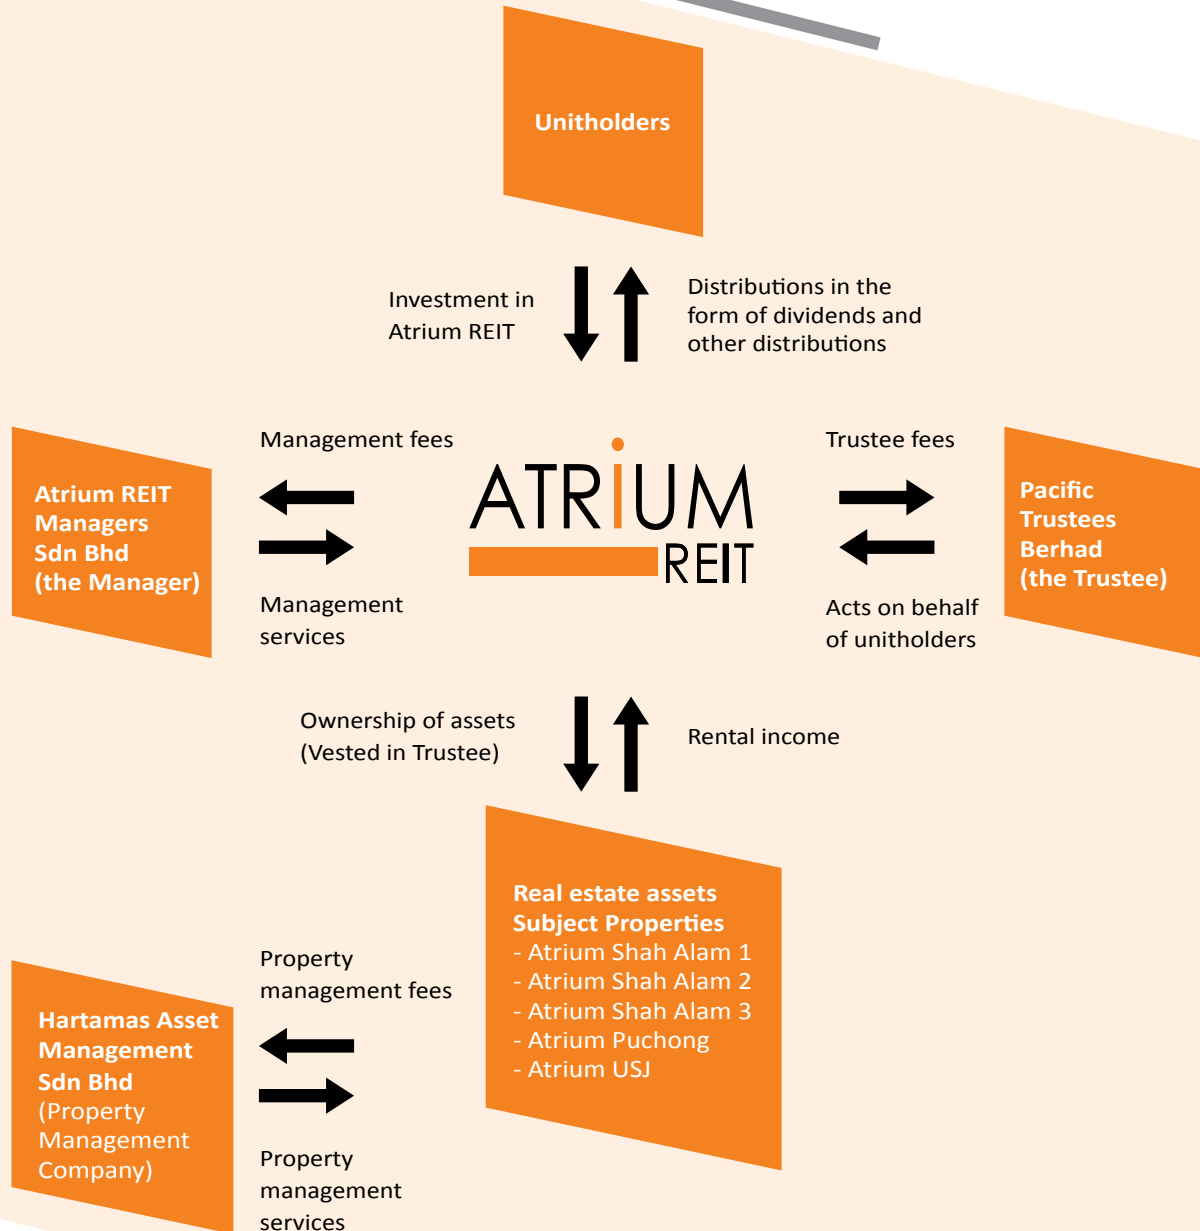 Unitholders
Investment in
Atrium REIT
Distributions in the
form of dividends and
other distributions
Management fees
Trustee fees
Atrium REIT
Managers
Sdn Bhd
(the Manager)
ATRiUM
REIT
Pacific
Trustees
Berhad
(the Trustee)
Management
services
Acts on behalf
of unitholders
Ownership of assets
(Vested in Trustee)
Rental income
Real estate assets
Subject Properties
- Atrium Shah Alam 1
- Atrium Shah Alam 2
- Atrium Shah Alam 3
- Atrium Puchong
- Atrium USJ
Property
management fees
Hartamas Asset
Management
Sdn Bhd
(Property
Management
Company)
Property
management
services